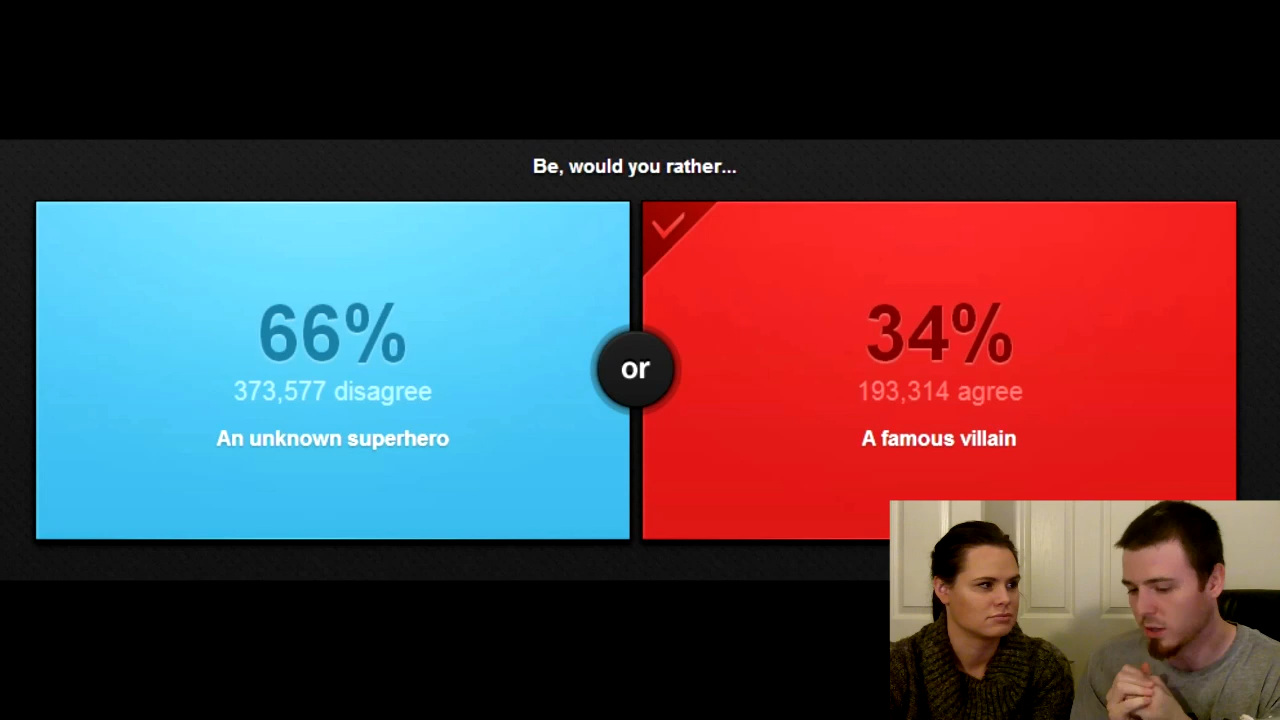 Be, would you rather...
66%
373,577 disagree
An unknown superhero
or
34%
193,314 agree
A famous villain